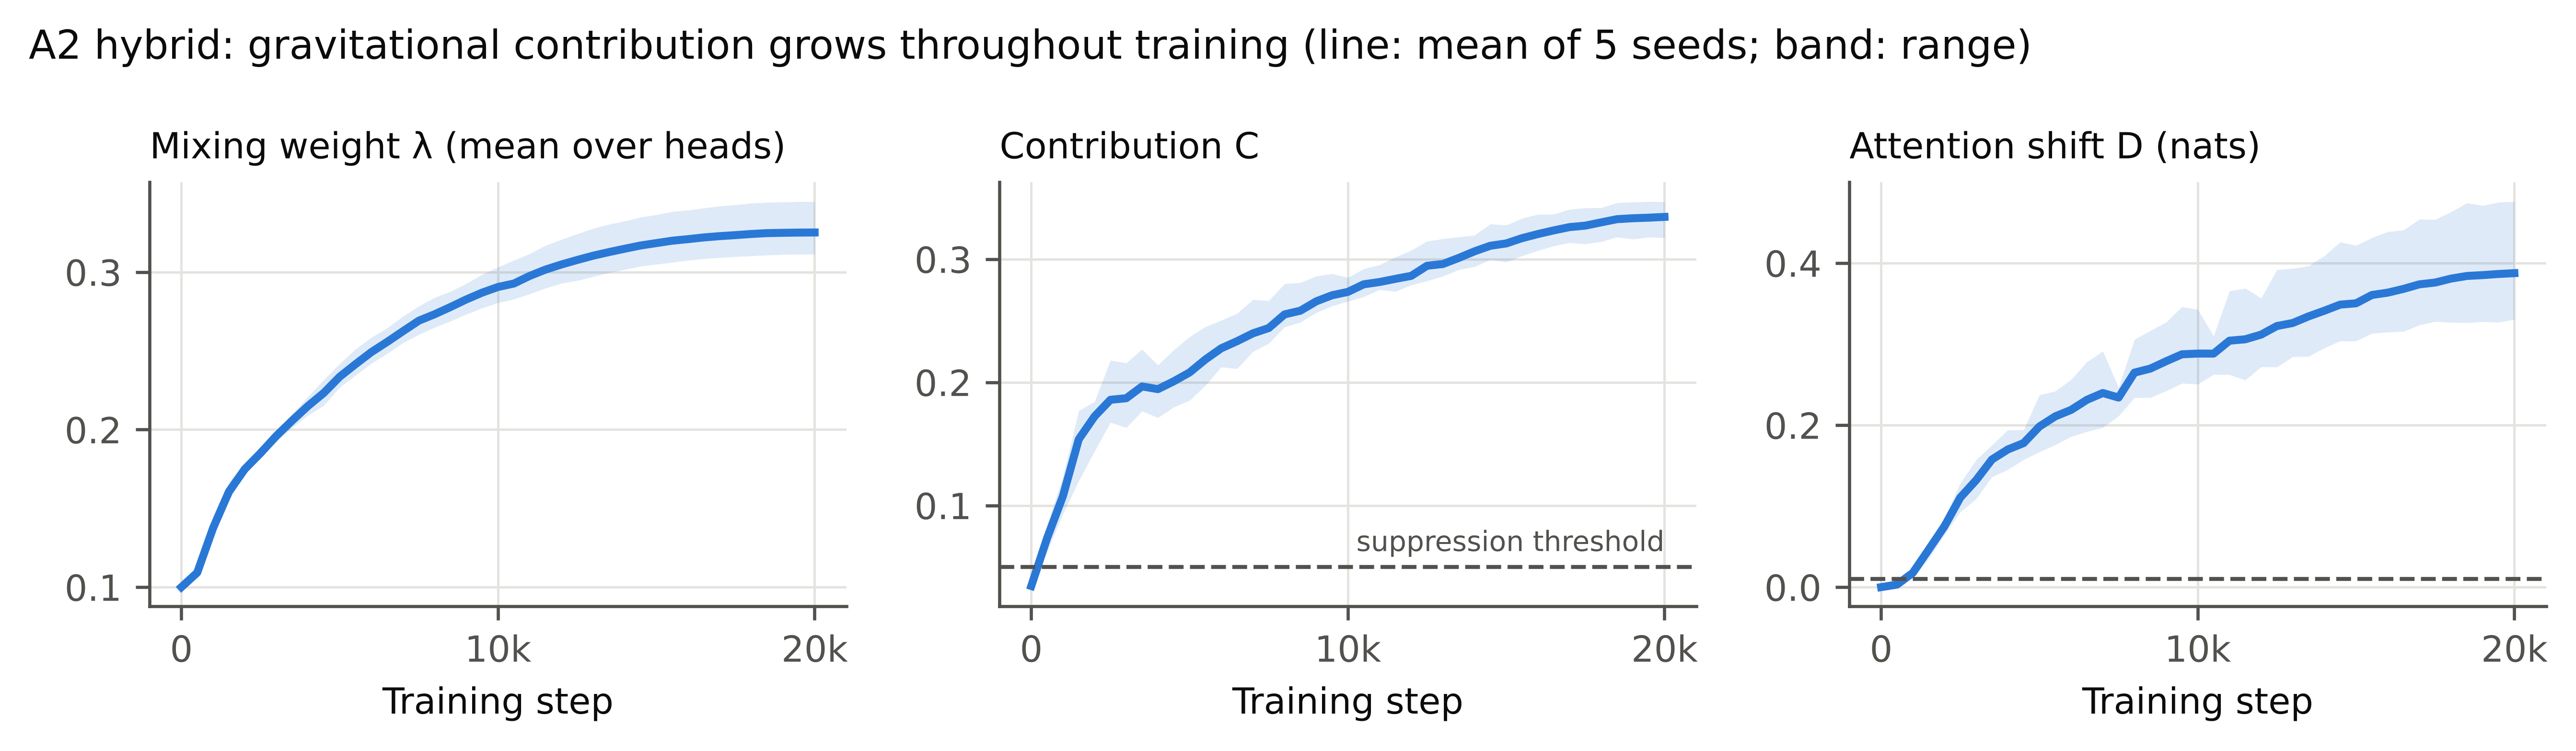 A2 hybrid: gravitational contribution grows throughout training (line: mean of 5 seeds; band: range)
Mixing weight λ (mean over heads)
0.3
0.2
0.1
0
10k
20k
Training step
Contribution C
0.3
0.2
0.1
suppression threshold
0
10k
20k
Training step
Attention shift D (nats)
0.4
0.2
0.0
0
10k
20k
Training step